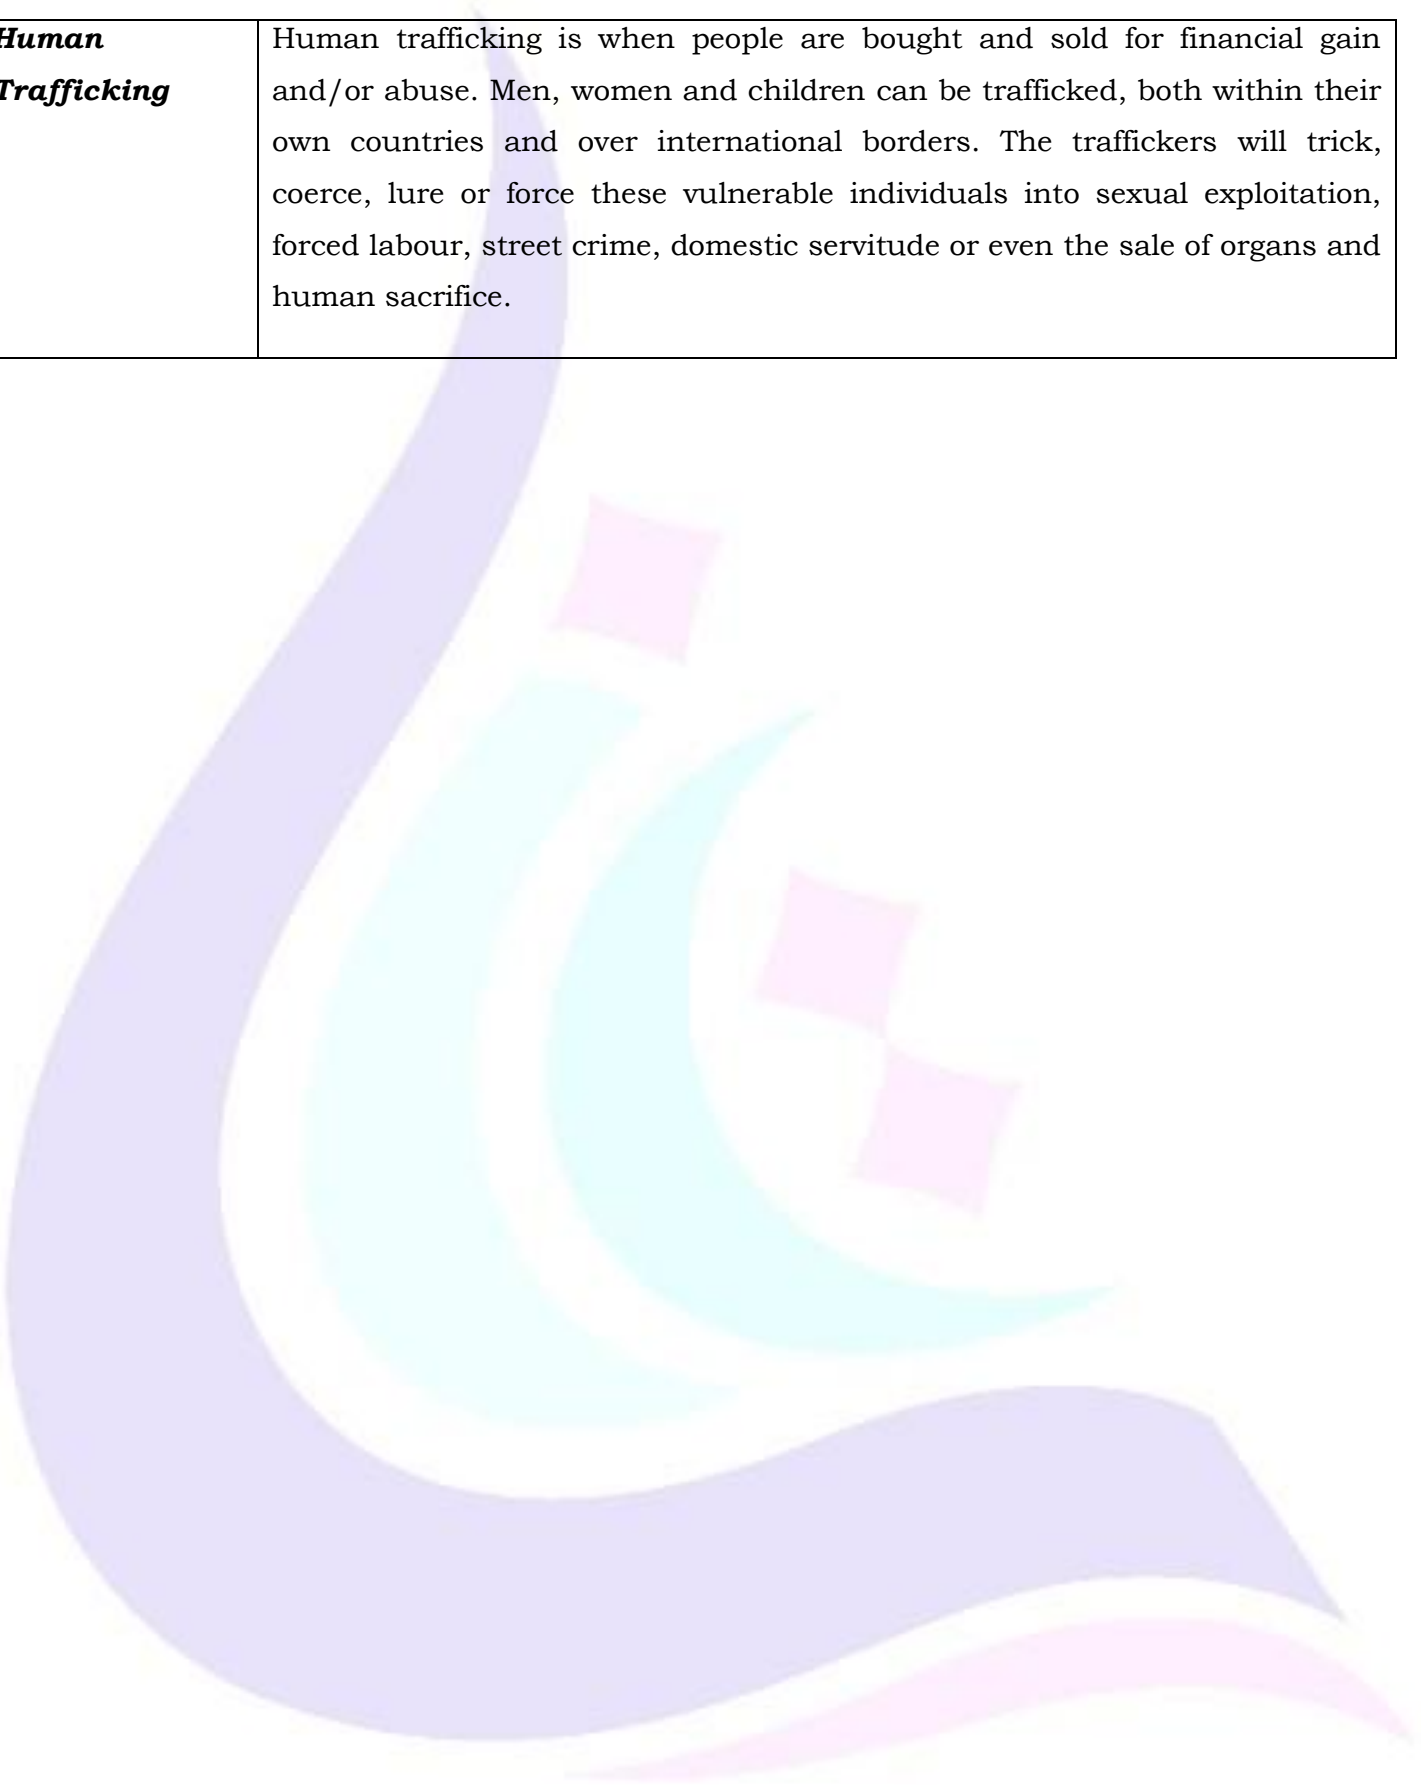 Human
Trafficking
Human trafficking is when people are bought and sold for financial gain
and/or abuse. Men, women and children can be trafficked, both within their
own countries and over international borders. The traffickers will trick,
coerce, lure or force these vulnerable individuals into sexual exploitation,
forced labour, street crime, domestic servitude or even the sale of organs and
human sacrifice.